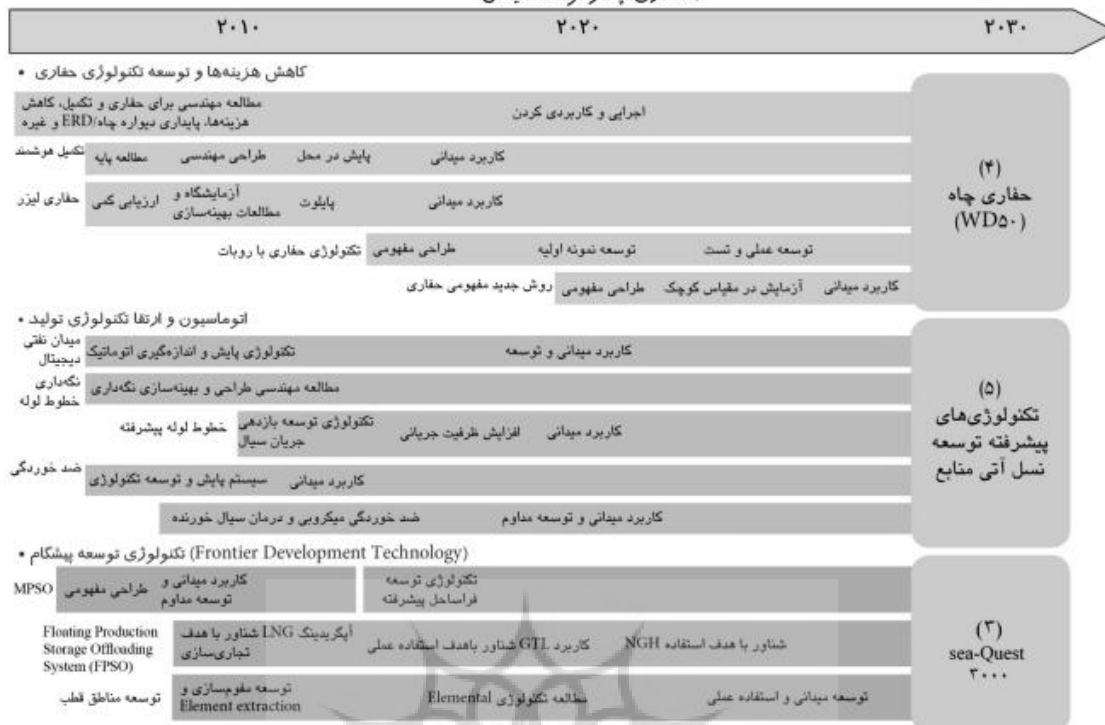 ۲۰۱۰ ۲۰۲۰ ۲۰۳۰
• کاهش هزینه‌ها و توسعه تکنولوژی حفاری
مطالعه مهندسی برای حفاری و تکمیل، کاهش
هزینه‌ها، پایداری دیواره چاه/ERD و غیره
اجرایی و کاربردی کردن
تکمیل هوشمند مطالعه پایه طراحی مهندسی پایش در محل کاربرد میدانی
حفاری لیزر ارزیابی کمی
آزمایشگاه و
مطالعات بهینه‌سازی
پایلوت کاربرد میدانی
تکنولوژی حفاری با روبات طراحی مفهومی توسعه نمونه اولیه توسعه عملی و تست
روش جدید مفهومی حفاری طراحی مفهومی آزمایش در مقیاس کوچک کاربرد میدانی
(۴)
حفاری چاه
(WD۵۰)
• اتوماسیون و ارتقا تکنولوژی تولید
میدان نفتی
دیجیتال
تکنولوژی پایش و اندازه‌گیری اتوماتیک کاربرد میدانی و توسعه
نگه‌داری
خطوط لوله
مطالعه مهندسی طراحی و بهینه‌سازی نگه‌داری
خطوط لوله پیشرفته
تکنولوژی توسعه بازدهی
جریان سیال
افزایش ظرفیت جریانی کاربرد میدانی
ضد خوردگی سیستم پایش و توسعه تکنولوژی کاربرد میدانی
ضد خوردگی میکروبی و درمان سیال خورنده کاربرد میدانی و توسعه مداوم
(۵)
تکنولوژی‌های
پیشرفته توسعه
نسل آتی منابع
• تکنولوژی توسعه پیشگام (Frontier Development Technology)
MPSO طراحی مفهومی
کاربرد میدانی و
توسعه مداوم
تکنولوژی توسعه
فراساحل پیشرفته
Floating Production
Storage Offloading
System (FPSO)
آپگریدینگ LNG شناور با هدف
تجاری‌سازی
کاربرد GTL شناور باهدف استفاده عملی
شناور با هدف استفاده NGH
توسعه مناطق قطب
توسعه مفوم‌سازی و
Element extraction
مطالعه تکنولوژی Elemental
توسعه میدانی و استفاده عملی
(۳)
sea-Quest
۳۰۰۰